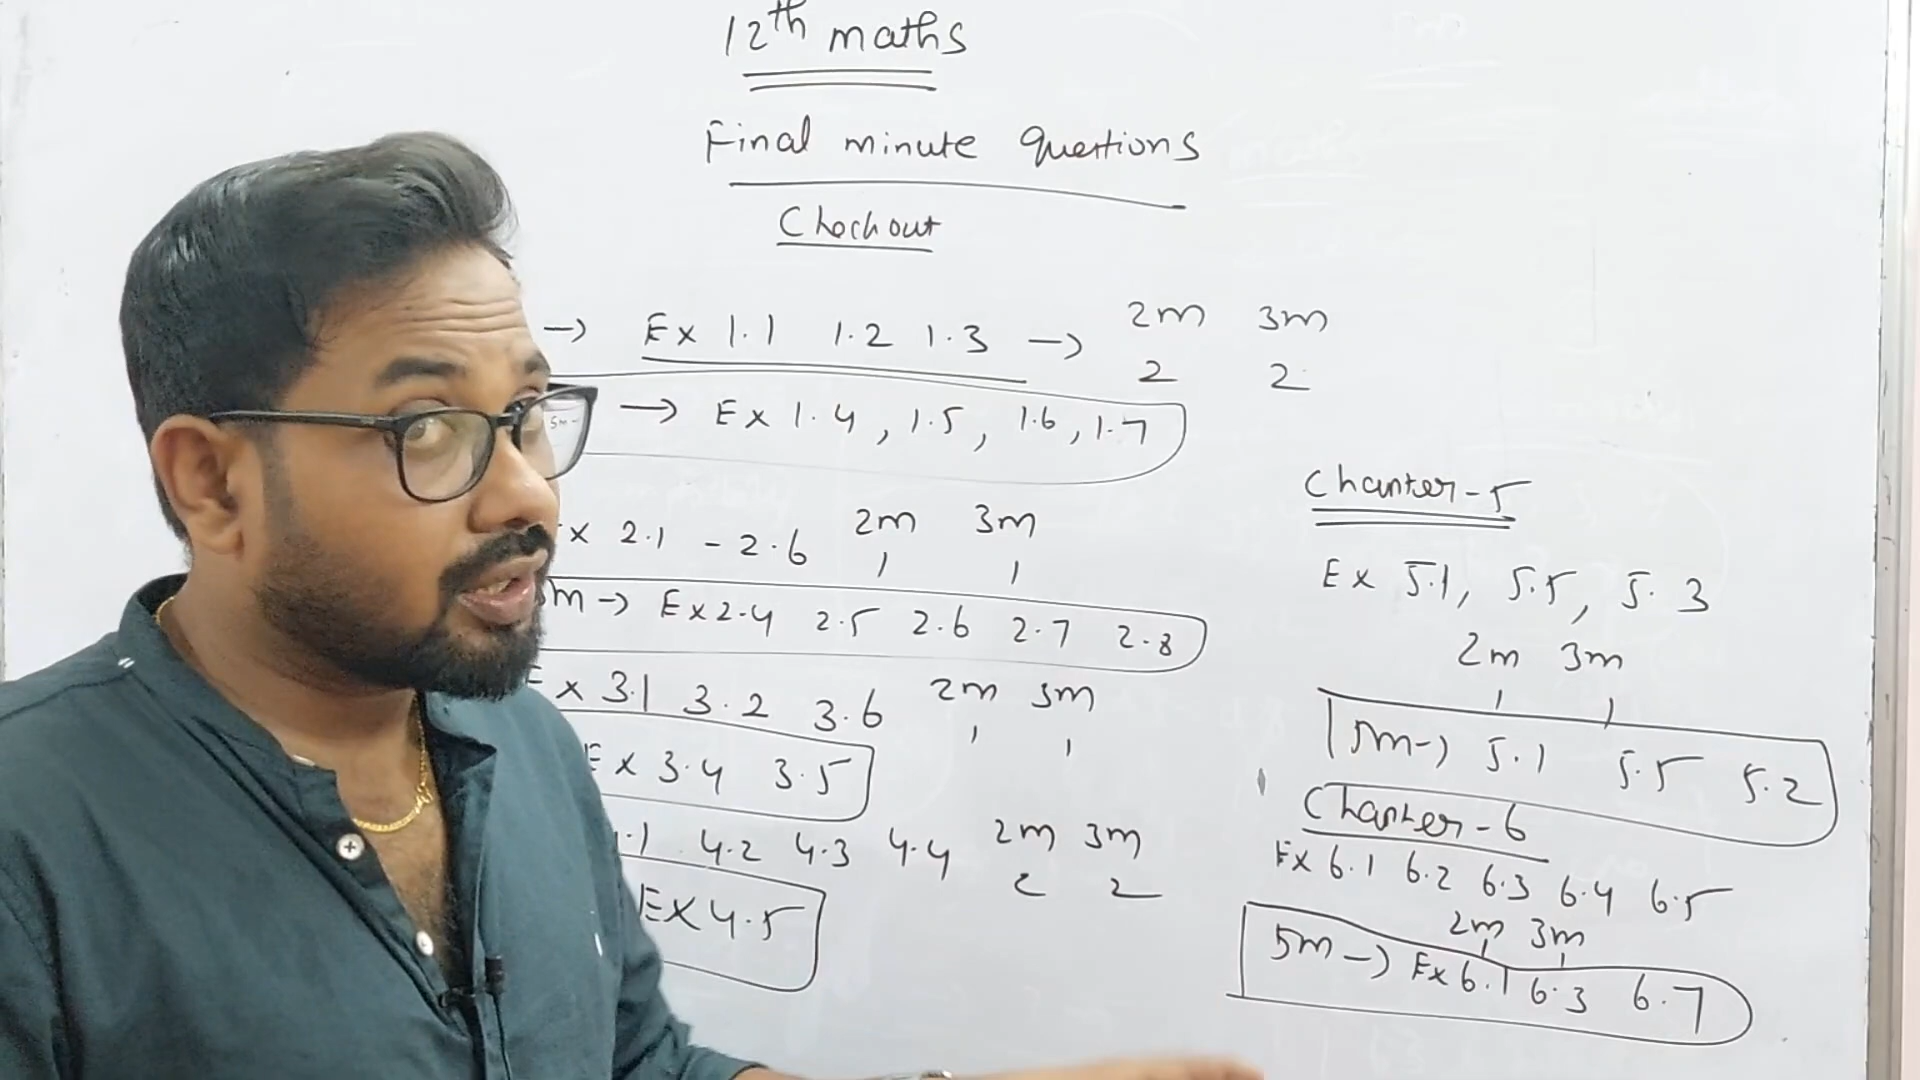 12th maths
Final minute Questions
Checkout
→ Ex 1.1 1.2 1.3 → 2m 3m
2 2
→ Ex 1.4, 1.5, 1.6, 1.7
x 2.1 - 2.6 2m 3m
1 1
m → Ex 2.4 2.5 2.6 2.7 2.8
Ex 3.1 3.2 3.6 2m 3m
1 1
Ex 3.4 3.5
.1 4.2 4.3 4.4 2m 3m
2 2
Ex 4.5
Chapter-5
Ex 5.1, 5.5, 5.3
2m 3m
1 1
5m → 5.1 5.5 5.2
Chapter-6
Ex 6.1 6.2 6.3 6.4 6.5
2m 3m
1 1
5m → Ex 6.1 6.3 6.7